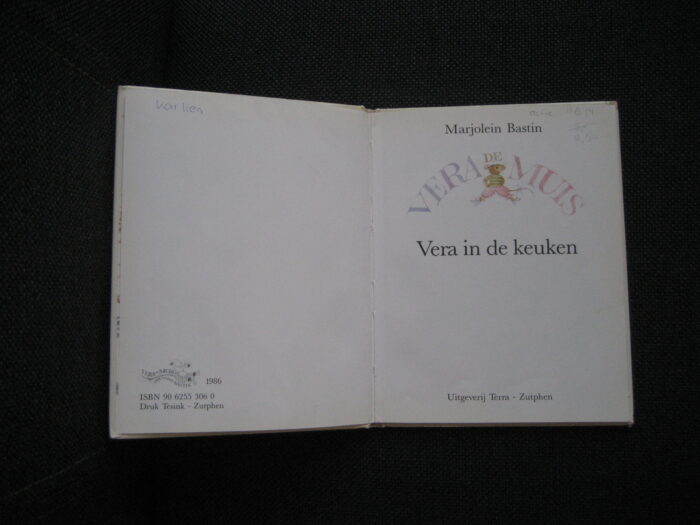 1986
ISBN 90 6255 306 0
Druk Tesink - Zutphen
Marjolein Bastin
VERA DE MUIS
Vera in de keuken
Uitgeverij Terra - Zutphen